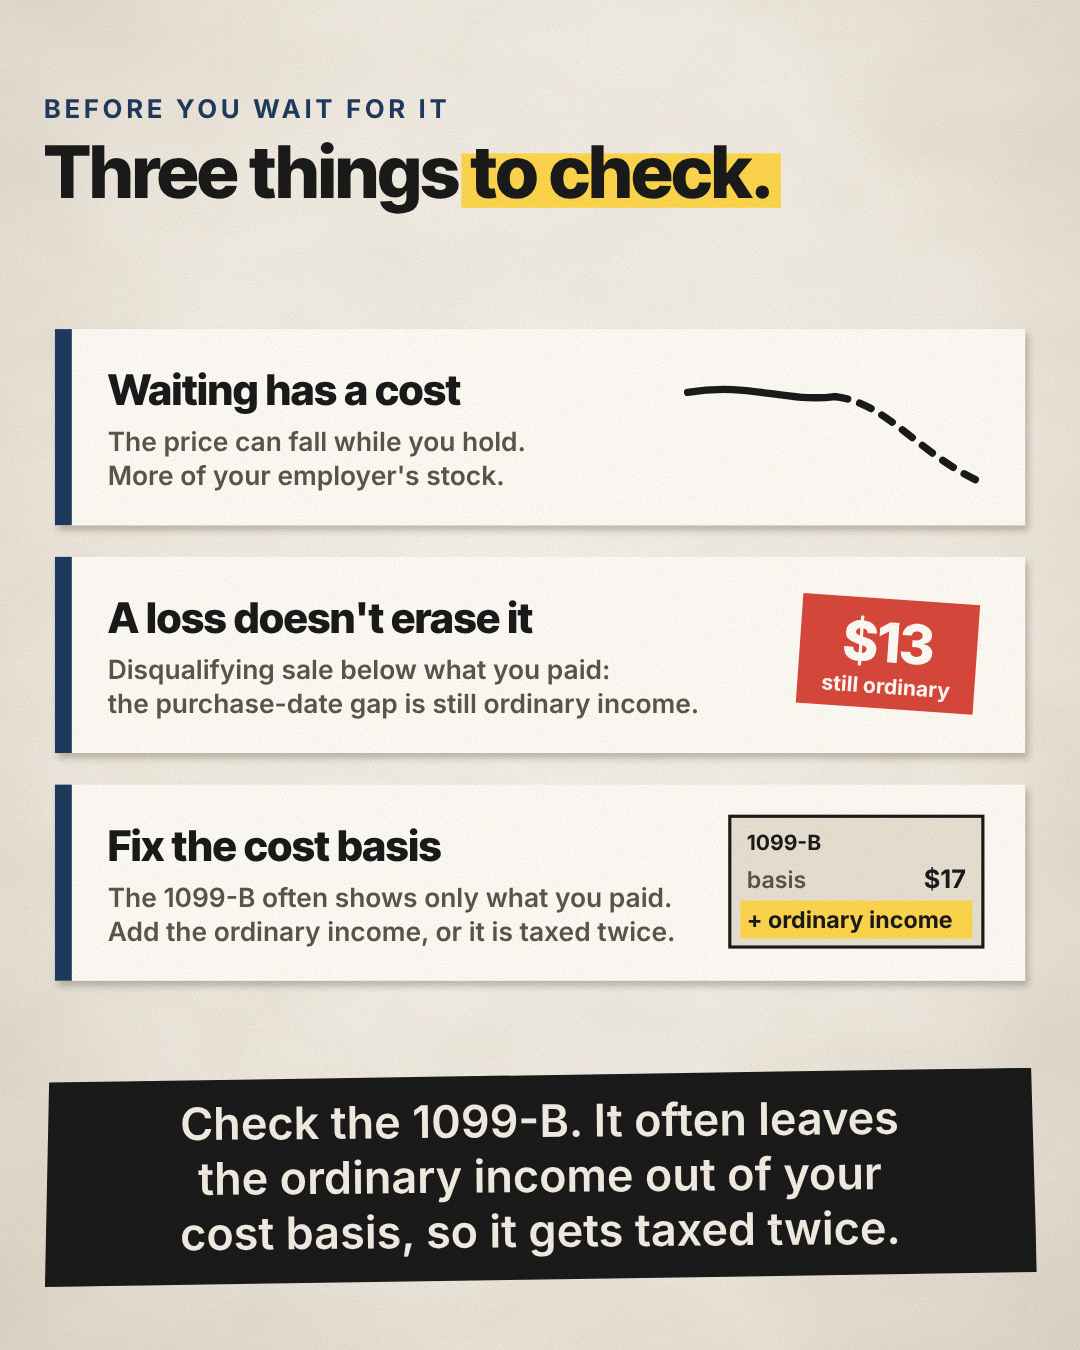 BEFORE YOU WAIT FOR IT
Three things to check.
Waiting has a cost
The price can fall while you hold.
More of your employer's stock.
A loss doesn't erase it
Disqualifying sale below what you paid:
the purchase-date gap is still ordinary income.
$13
still ordinary
Fix the cost basis
The 1099-B often shows only what you paid.
Add the ordinary income, or it is taxed twice.
1099-B
basis $17
+ ordinary income
Check the 1099-B. It often leaves
the ordinary income out of your
cost basis, so it gets taxed twice.